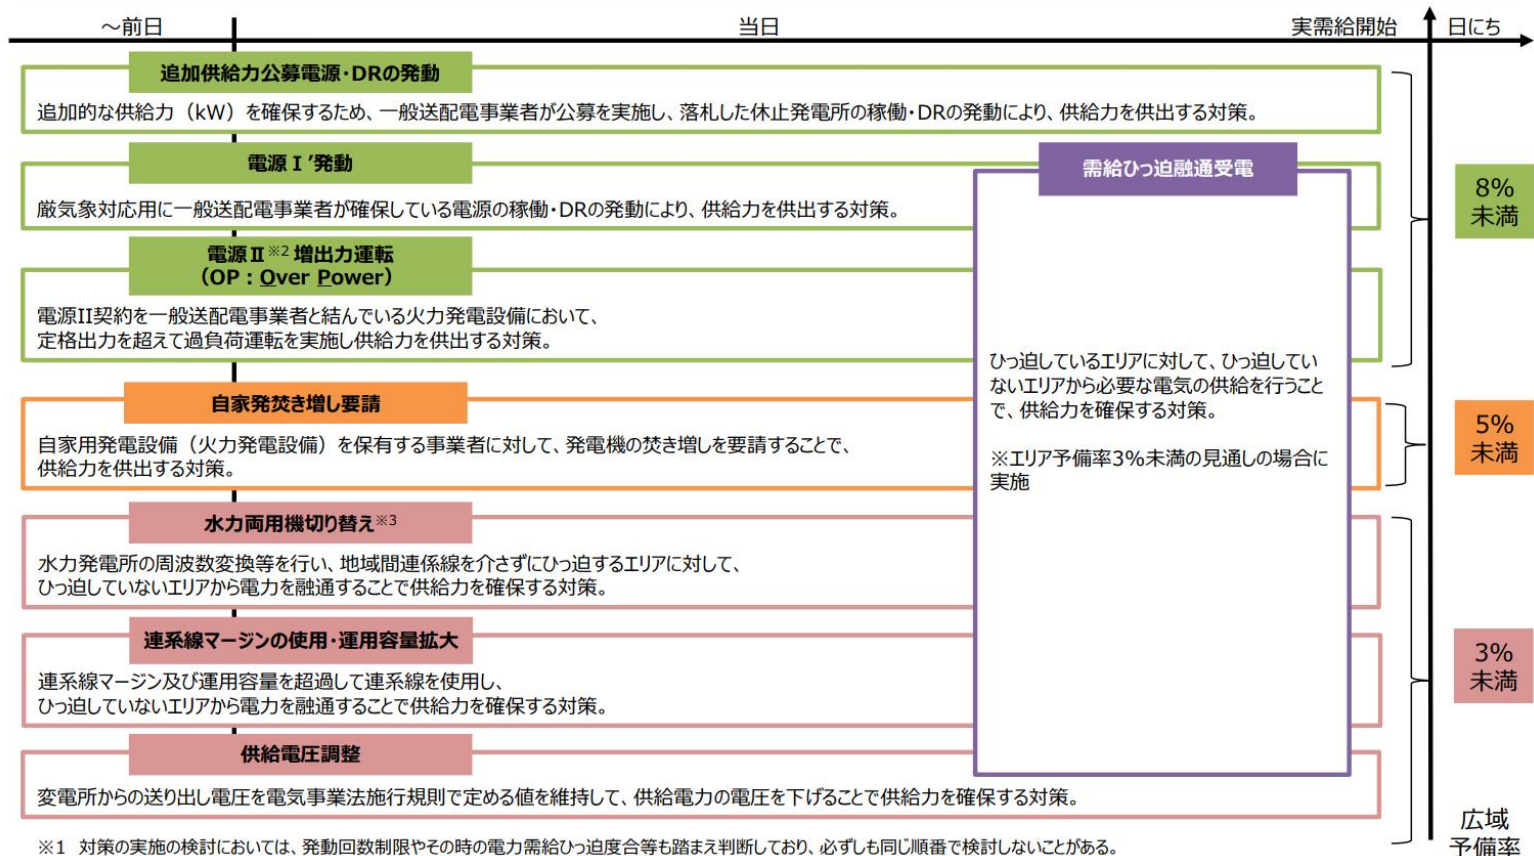 ～前日
当日
実需給開始
日にち
追加供給力公募電源・DRの発動
追加的な供給力（kW）を確保するため、一般送配電事業者が公募を実施し、落札した休止発電所の稼働・DRの発動により、供給力を供出する対策。
電源Ⅰ’発動
厳気象対応用に一般送配電事業者が確保している電源の稼働・DRの発動により、供給力を供出する対策。
電源Ⅱ※2 増出力運転
（OP：Over Power）
電源II契約を一般送配電事業者と結んでいる火力発電設備において、
定格出力を超えて過負荷運転を実施し供給力を供出する対策。
8%
未満
需給ひっ迫融通受電
ひっ迫しているエリアに対して、ひっ迫してい
ないエリアから必要な電気の供給を行うこと
で、供給力を確保する対策。
※エリア予備率3%未満の見通しの場合に
実施
自家発焚き増し要請
自家用発電設備（火力発電設備）を保有する事業者に対して、発電機の焚き増しを要請することで、
供給力を供出する対策。
5%
未満
水力両用機切り替え※3
水力発電所の周波数変換等を行い、地域間連係線を介さずにひっ迫するエリアに対して、
ひっ迫していないエリアから電力を融通することで供給力を確保する対策。
連系線マージンの使用・運用容量拡大
連系線マージン及び運用容量を超過して連系線を使用し、
ひっ迫していないエリアから電力を融通することで供給力を確保する対策。
3%
未満
供給電圧調整
変電所からの送り出し電圧を電気事業法施行規則で定める値を維持して、供給電力の電圧を下げることで供給力を確保する対策。
広域
予備率
※1 対策の実施の検討においては、発動回数制限やその時の電力需給ひっ迫度合等も踏まえ判断しており、必ずしも同じ順番で検討しないことがある。